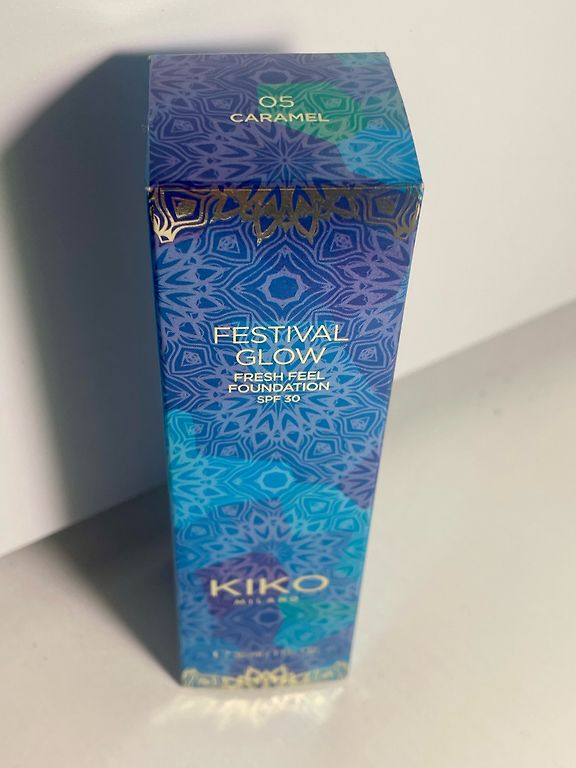 05
CARAMEL
FESTIVAL
GLOW
FRESH FEEL
FOUNDATION
SPF 30
KIKO
MILANO